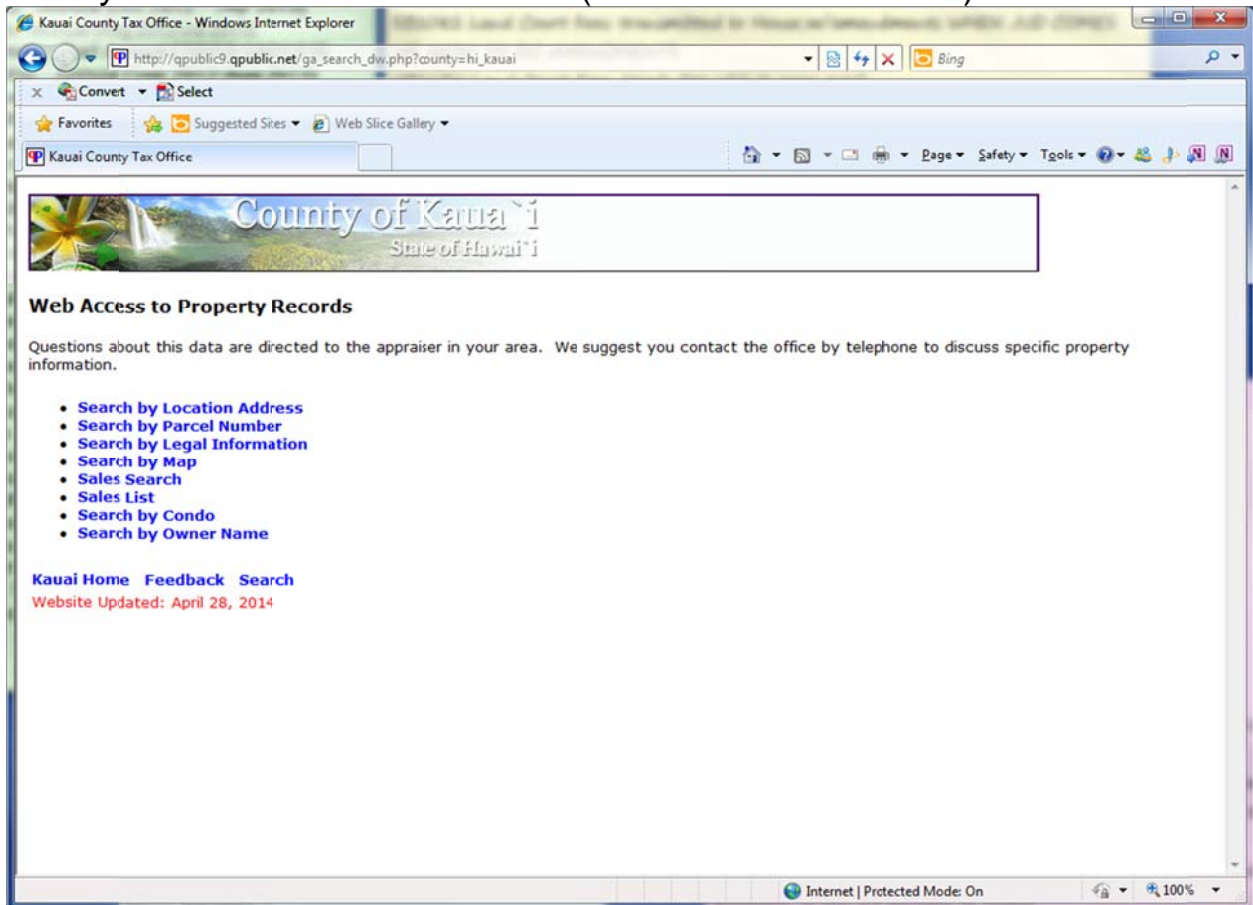 Kauai County Tax Office - Windows Internet Explorer
http://qpublic9.qpublic.net/ga_search_dw.php?county=hi_kauai
Bing
x Convert Select
Favorites Suggested Sites Web Slice Gallery
Kauai County Tax Office
Page Safety Tools
County of Kaua`i
State of Hawai`i
Web Access to Property Records
Questions about this data are directed to the appraiser in your area. We suggest you contact the office by telephone to discuss specific property
information.
• Search by Location Address
• Search by Parcel Number
• Search by Legal Information
• Search by Map
• Sales Search
• Sales List
• Search by Condo
• Search by Owner Name
Kauai Home Feedback Search
Website Updated: April 28, 2014
Internet | Protected Mode: On
100%